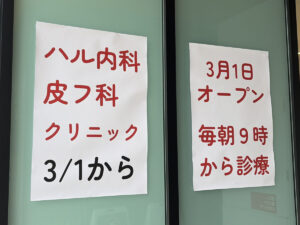 ハル内科
皮フ科
クリニック
3/1から
3月1日
オープン
毎朝9時
から診療